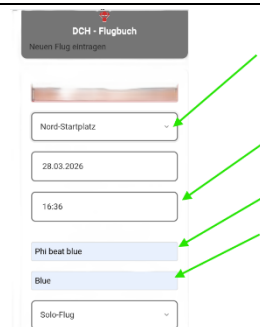 DCH - Flugbuch
Neuen Flug eintragen
Nord-Startplatz
28.03.2026
16:36
Phi beat blue
Blue
Solo-Flug